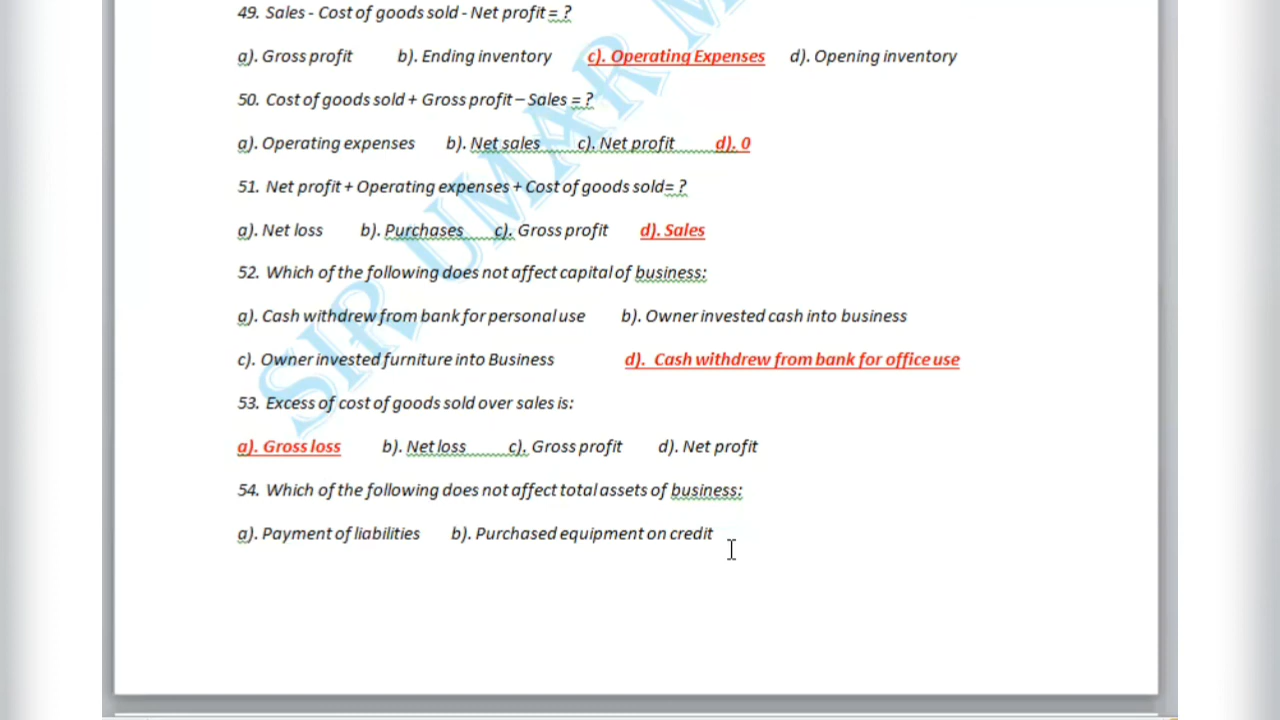 49. Sales - Cost of goods sold - Net profit = ?
a). Gross profit b). Ending inventory c). Operating Expenses d). Opening inventory
50. Cost of goods sold + Gross profit – Sales = ?
a). Operating expenses b). Net sales c). Net profit d). 0
51. Net profit + Operating expenses + Cost of goods sold= ?
a). Net loss b). Purchases c). Gross profit d). Sales
52. Which of the following does not affect capital of business:
a). Cash withdrew from bank for personal use b). Owner invested cash into business
c). Owner invested furniture into Business d). Cash withdrew from bank for office use
53. Excess of cost of goods sold over sales is:
a). Gross loss b). Net loss c). Gross profit d). Net profit
54. Which of the following does not affect total assets of business:
a). Payment of liabilities b). Purchased equipment on credit
SIR UMAR